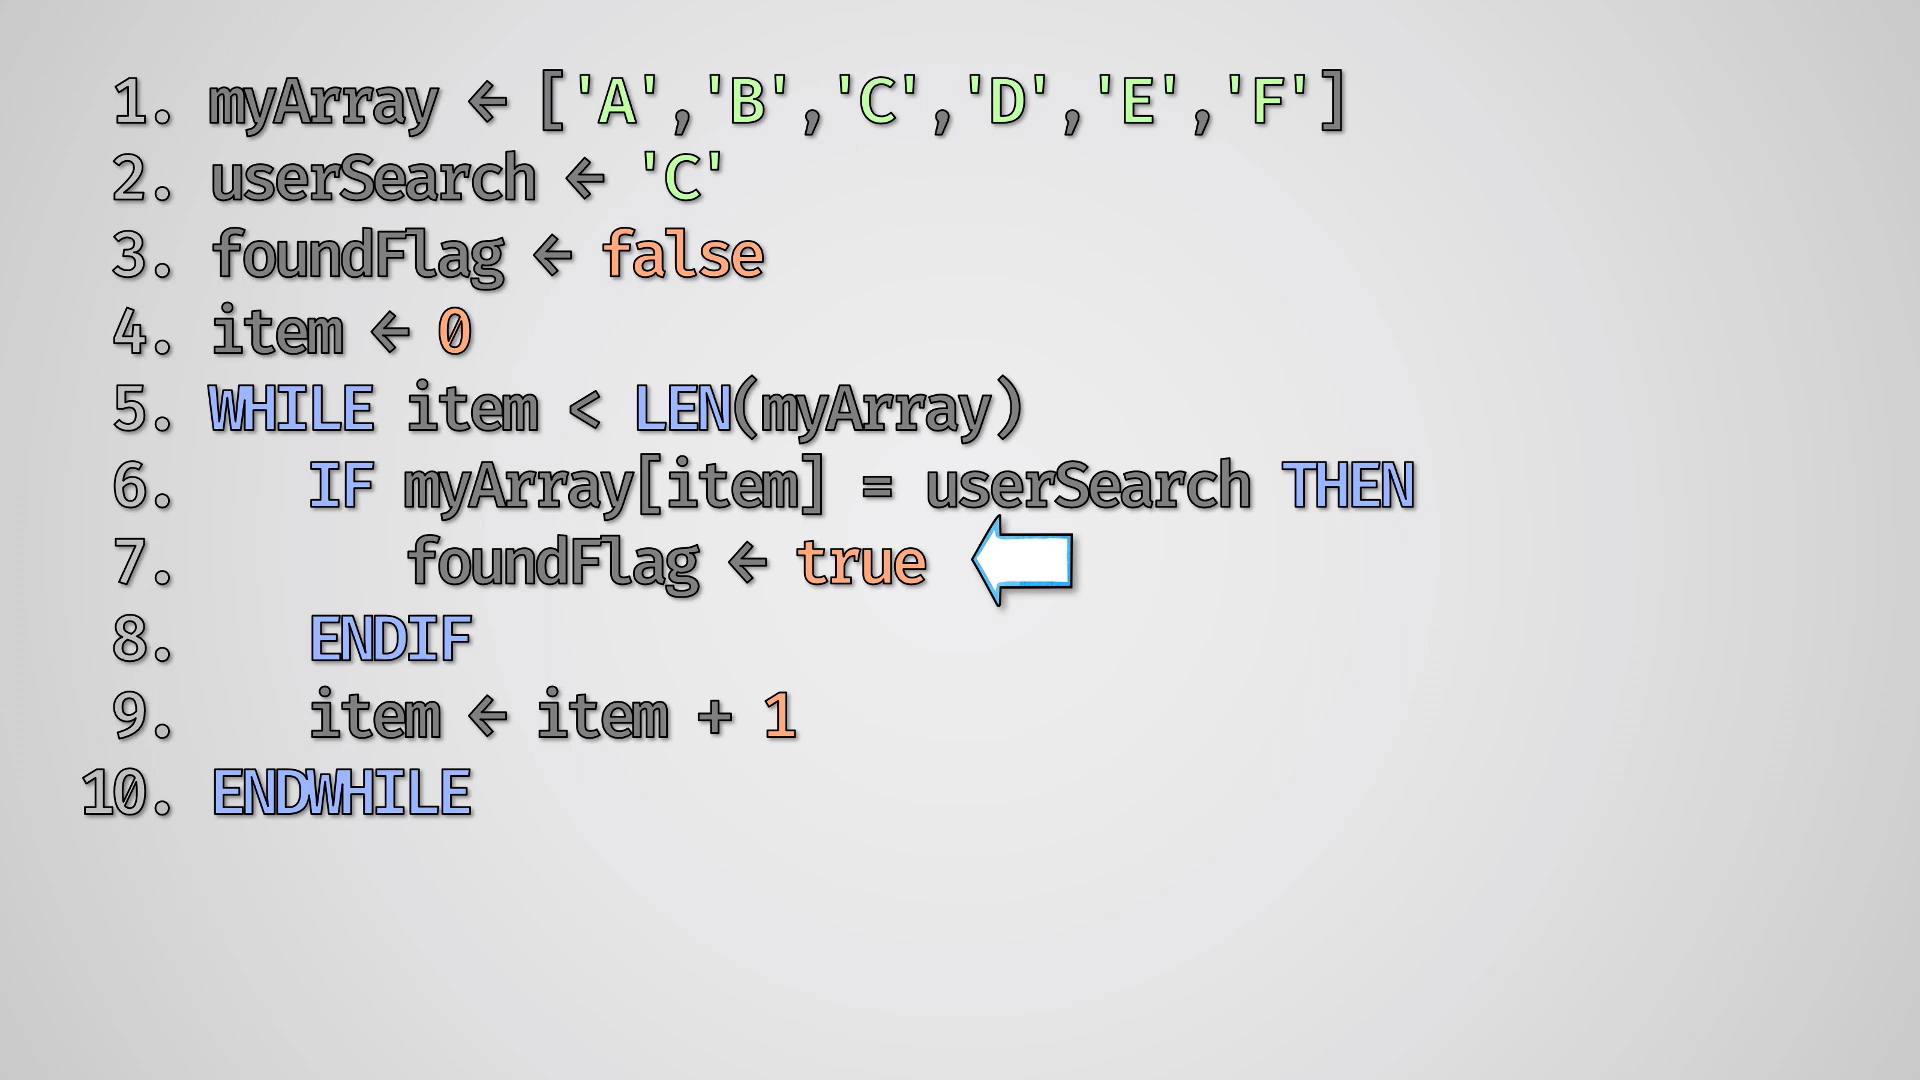 1. myArray ← ['A','B','C','D','E','F']
2. userSearch ← 'C'
3. foundFlag ← false
4. item ← 0
5. WHILE item < LEN(myArray)
6.    IF myArray[item] = userSearch THEN
7.       foundFlag ← true
8.    ENDIF
9.    item ← item + 1
10. ENDWHILE